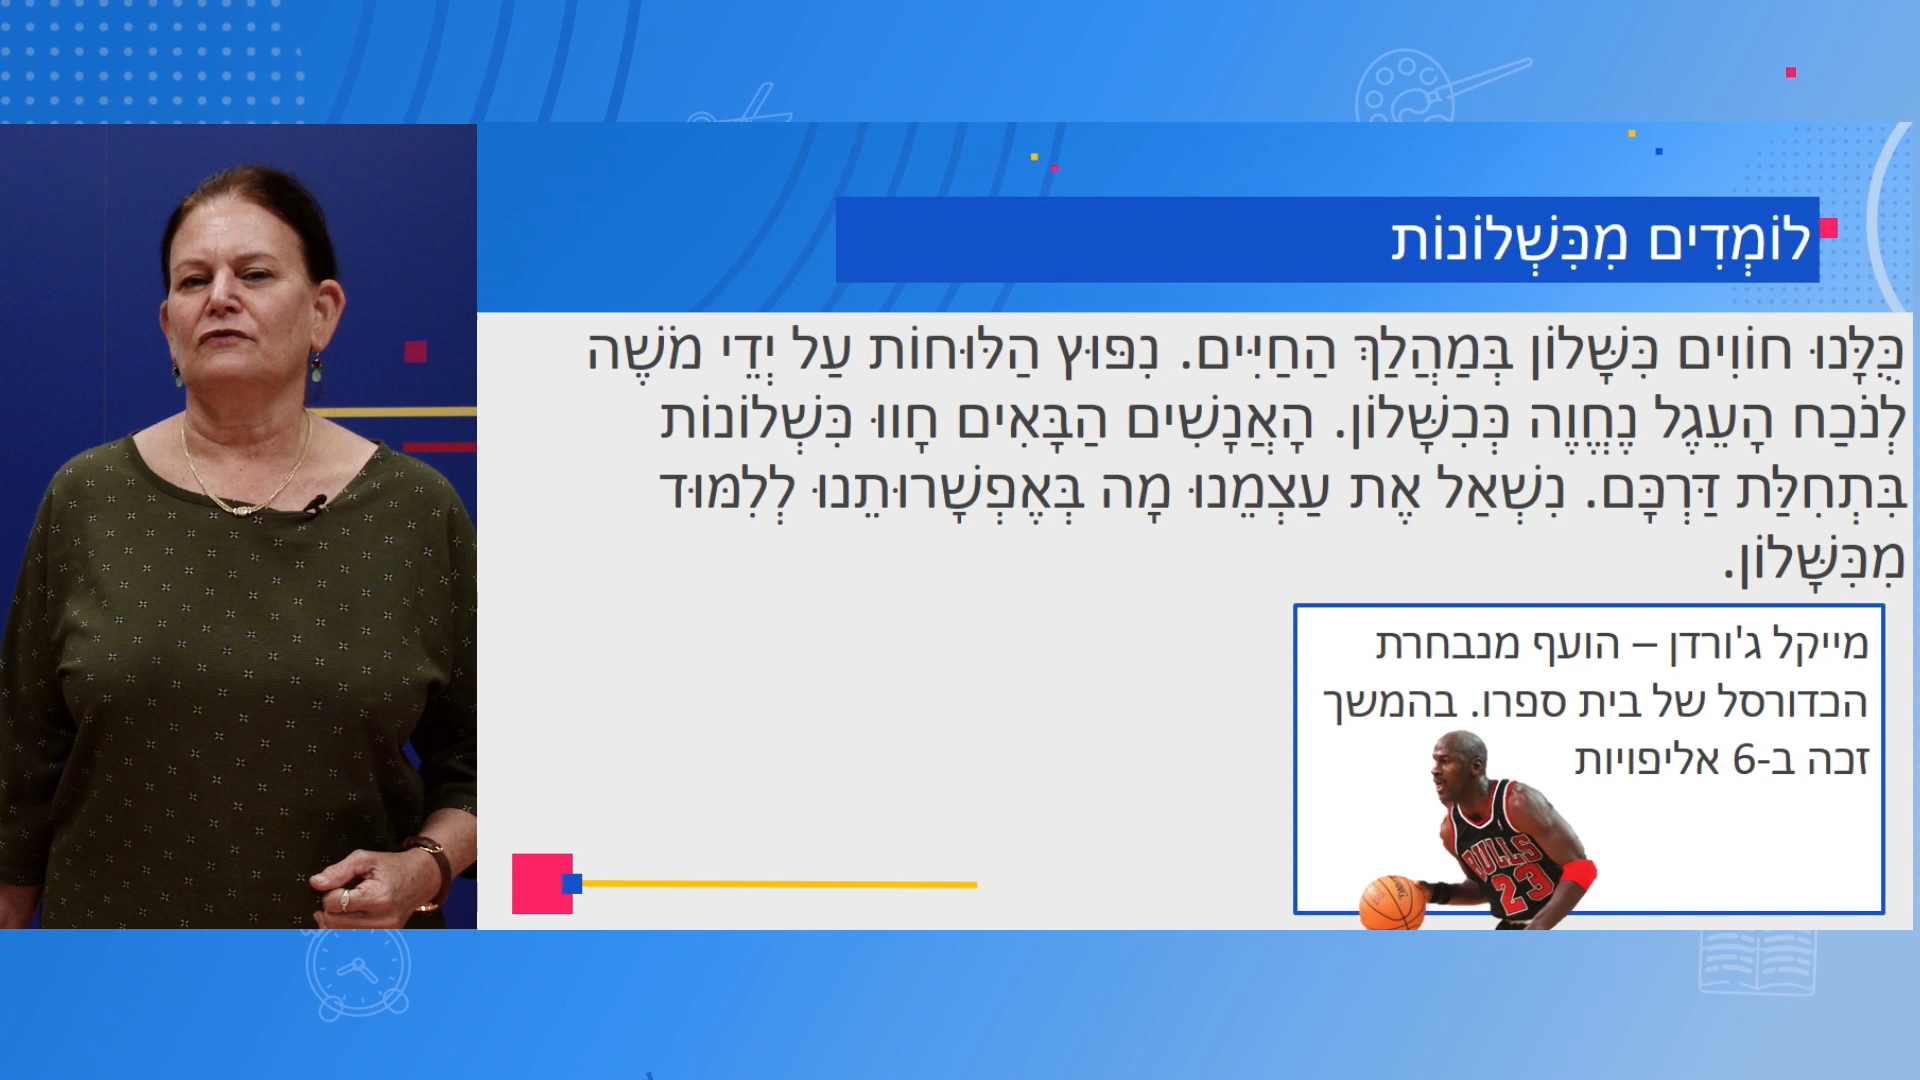 לוֹמְדִים מִכִּשְׁלוֹנוֹת
כֻּלָּנוּ חוֹוִים כִּשָּׁלוֹן בְּמַהֲלַךְ הַחַיִּים. נִפּוּץ הַלּוּחוֹת עַל יְדֵי מֹשֶׁה
לְנֹכַח הָעֵגֶל נֶחֱוֶה כְּכִשָּׁלוֹן. הָאֲנָשִׁים הַבָּאִים חָווּ כִּשְׁלוֹנוֹת
בִּתְחִלַּת דַּרְכָּם. נִשְׁאַל אֶת עַצְמֵנוּ מָה בְּאֶפְשָׁרוּתֵנוּ לְלִמּוּד
מִכִּשָּׁלוֹן.
מייקל ג'ורדן – הועף מנבחרת
הכדורסל של בית ספרו. בהמשך
זכה ב-6 אליפויות
BULLS
23